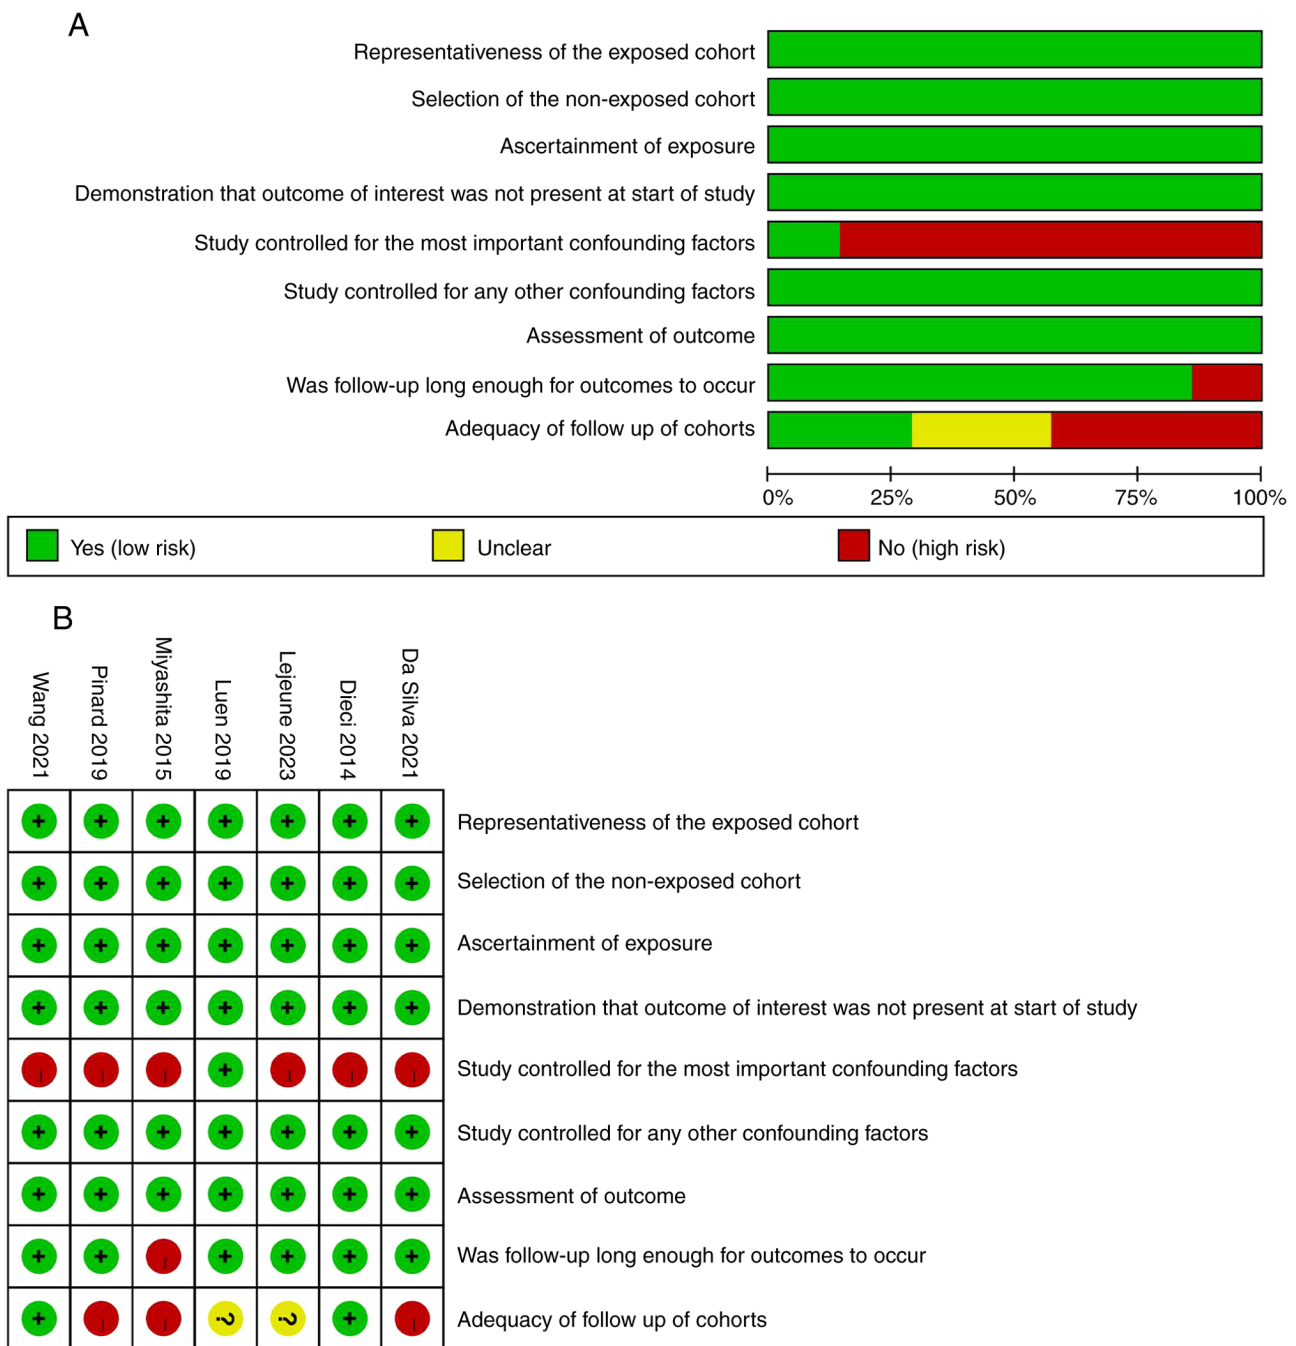 A
Representativeness of the exposed cohort
Selection of the non-exposed cohort
Ascertainment of exposure
Demonstration that outcome of interest was not present at start of study
Study controlled for the most important confounding factors
Study controlled for any other confounding factors
Assessment of outcome
Was follow-up long enough for outcomes to occur
Adequacy of follow up of cohorts
0% 25% 50% 75% 100%
Yes (low risk) Unclear No (high risk)
B
Wang 2021
Pinard 2019
Miyashita 2015
Luen 2019
Lejeune 2023
Dieci 2014
Da Silva 2021
+ + + + + + + Representativeness of the exposed cohort
+ + + + + + + Selection of the non-exposed cohort
+ + + + + + + Ascertainment of exposure
+ + + + + + + Demonstration that outcome of interest was not present at start of study
– – – + – – – Study controlled for the most important confounding factors
+ + + + + + + Study controlled for any other confounding factors
+ + + + + + + Assessment of outcome
+ + – + + + + Was follow-up long enough for outcomes to occur
+ – – ? ? + – Adequacy of follow up of cohorts